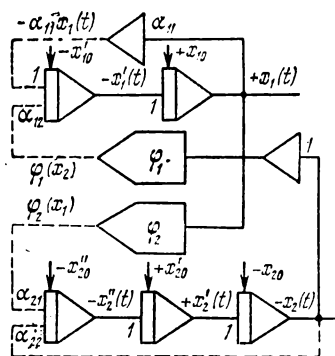 -α₁₁x₁(t) α₁₁
-x'₁₀ +x₁₀
1 -x'₁(t) 1 +x₁(t)
α₁₂
φ₁ 1
φ₁(x₂)
φ₂(x₁)
φ₂
-x''₂₀ +x'₂₀ -x₂₀
α₂₁ -x''₂(t) +x'₂(t) -x₂(t)
α₂₂ 1 1